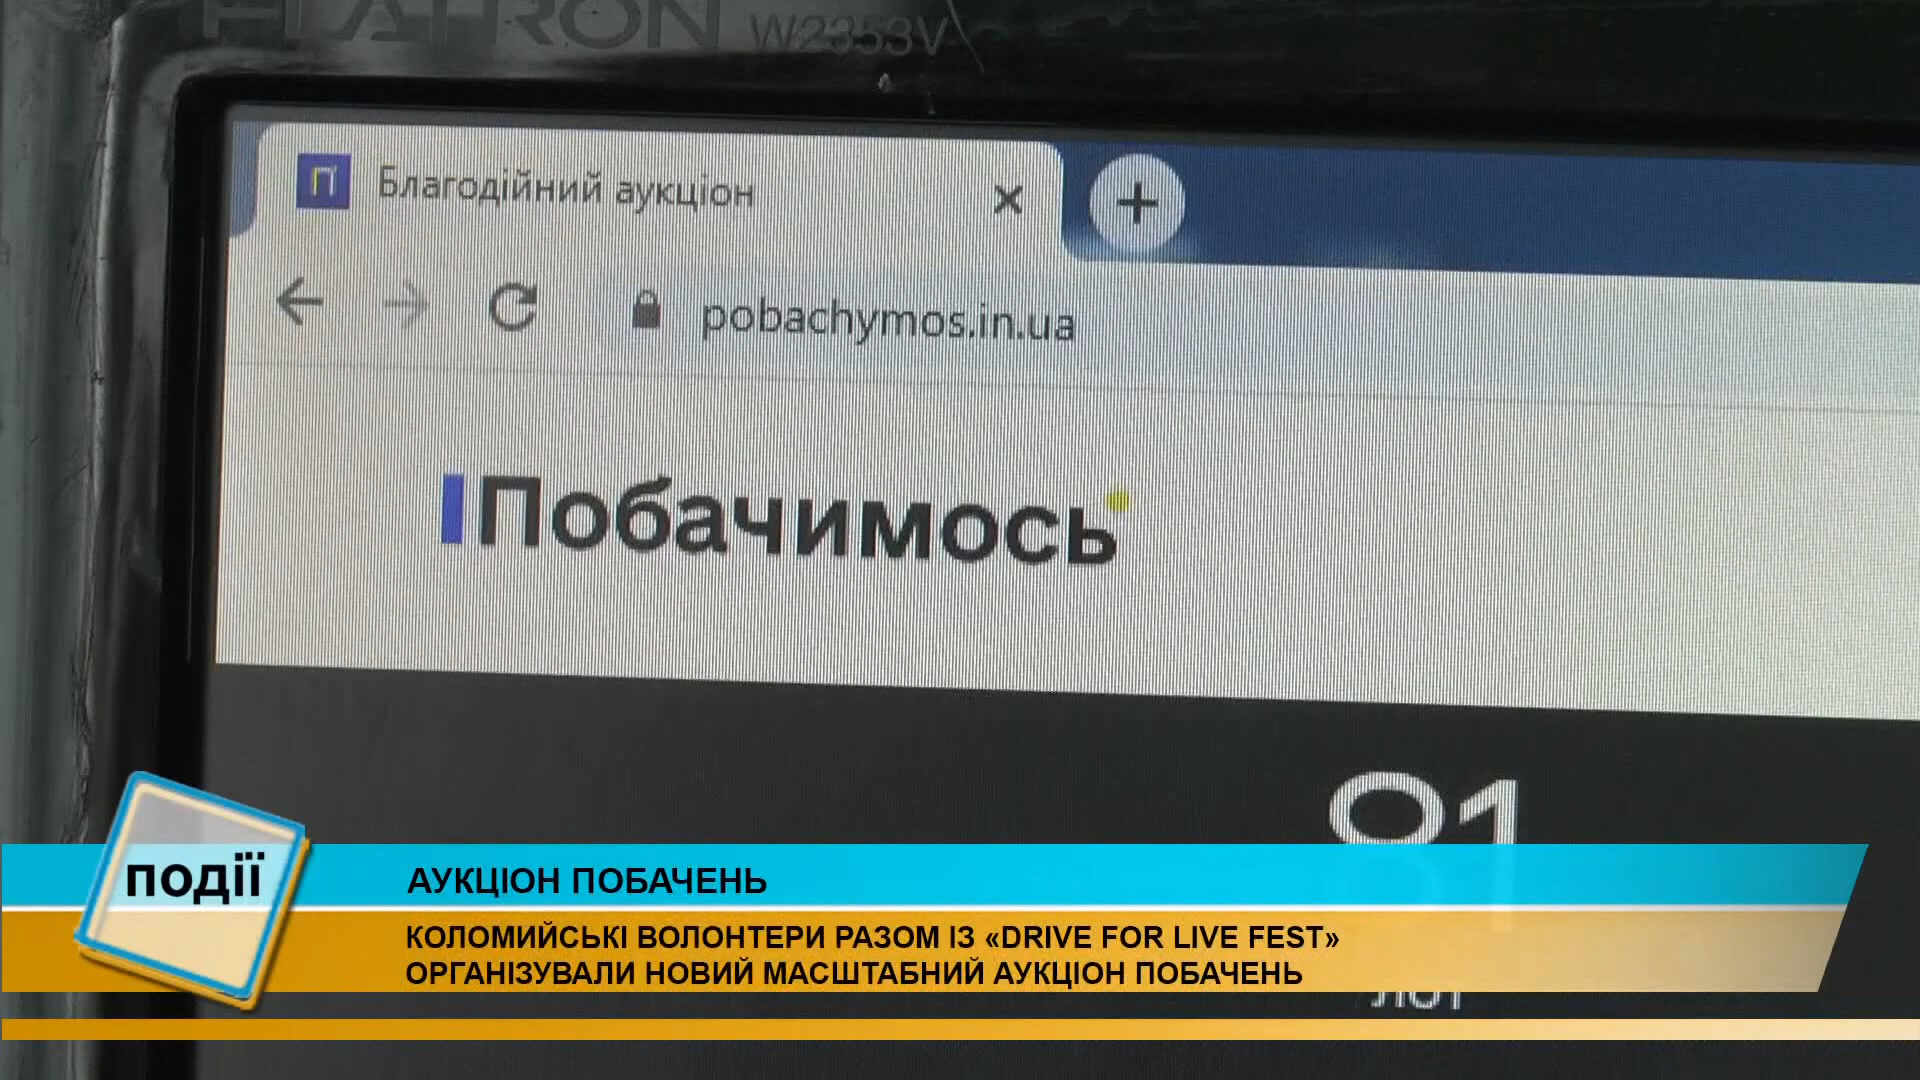 FLATRON W2353V
Благодійний аукціон
pobachymos.in.ua
Побачимось
події
АУКЦІОН ПОБАЧЕНЬ
КОЛОМИЙСЬКІ ВОЛОНТЕРИ РАЗОМ ІЗ «DRIVE FOR LIVE FEST»
ОРГАНІЗУВАЛИ НОВИЙ МАСШТАБНИЙ АУКЦІОН ПОБАЧЕНЬ